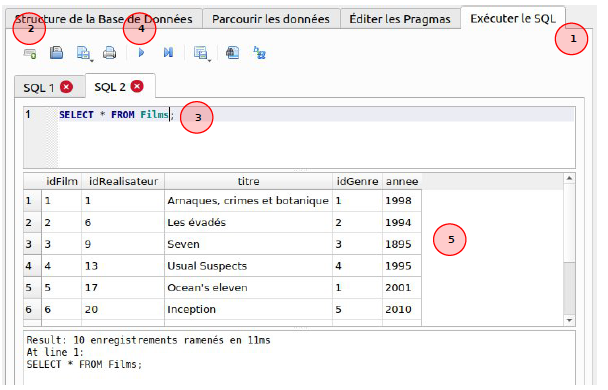 Structure de la Base de Données Parcourir les données Éditer les Pragmas Exécuter le SQL
2 4 1
SQL 1 SQL 2
1 SELECT * FROM Films; 3
idFilm idRealisateur titre idGenre annee
1 1 1 Arnaques, crimes et botanique 1 1998
2 2 6 Les évadés 2 1994
3 3 9 Seven 3 1895
4 4 13 Usual Suspects 4 1995
5 5 17 Ocean's eleven 1 2001
6 6 20 Inception 5 2010
5
Result: 10 enregistrements ramenés en 11ms
At line 1:
SELECT * FROM Films;